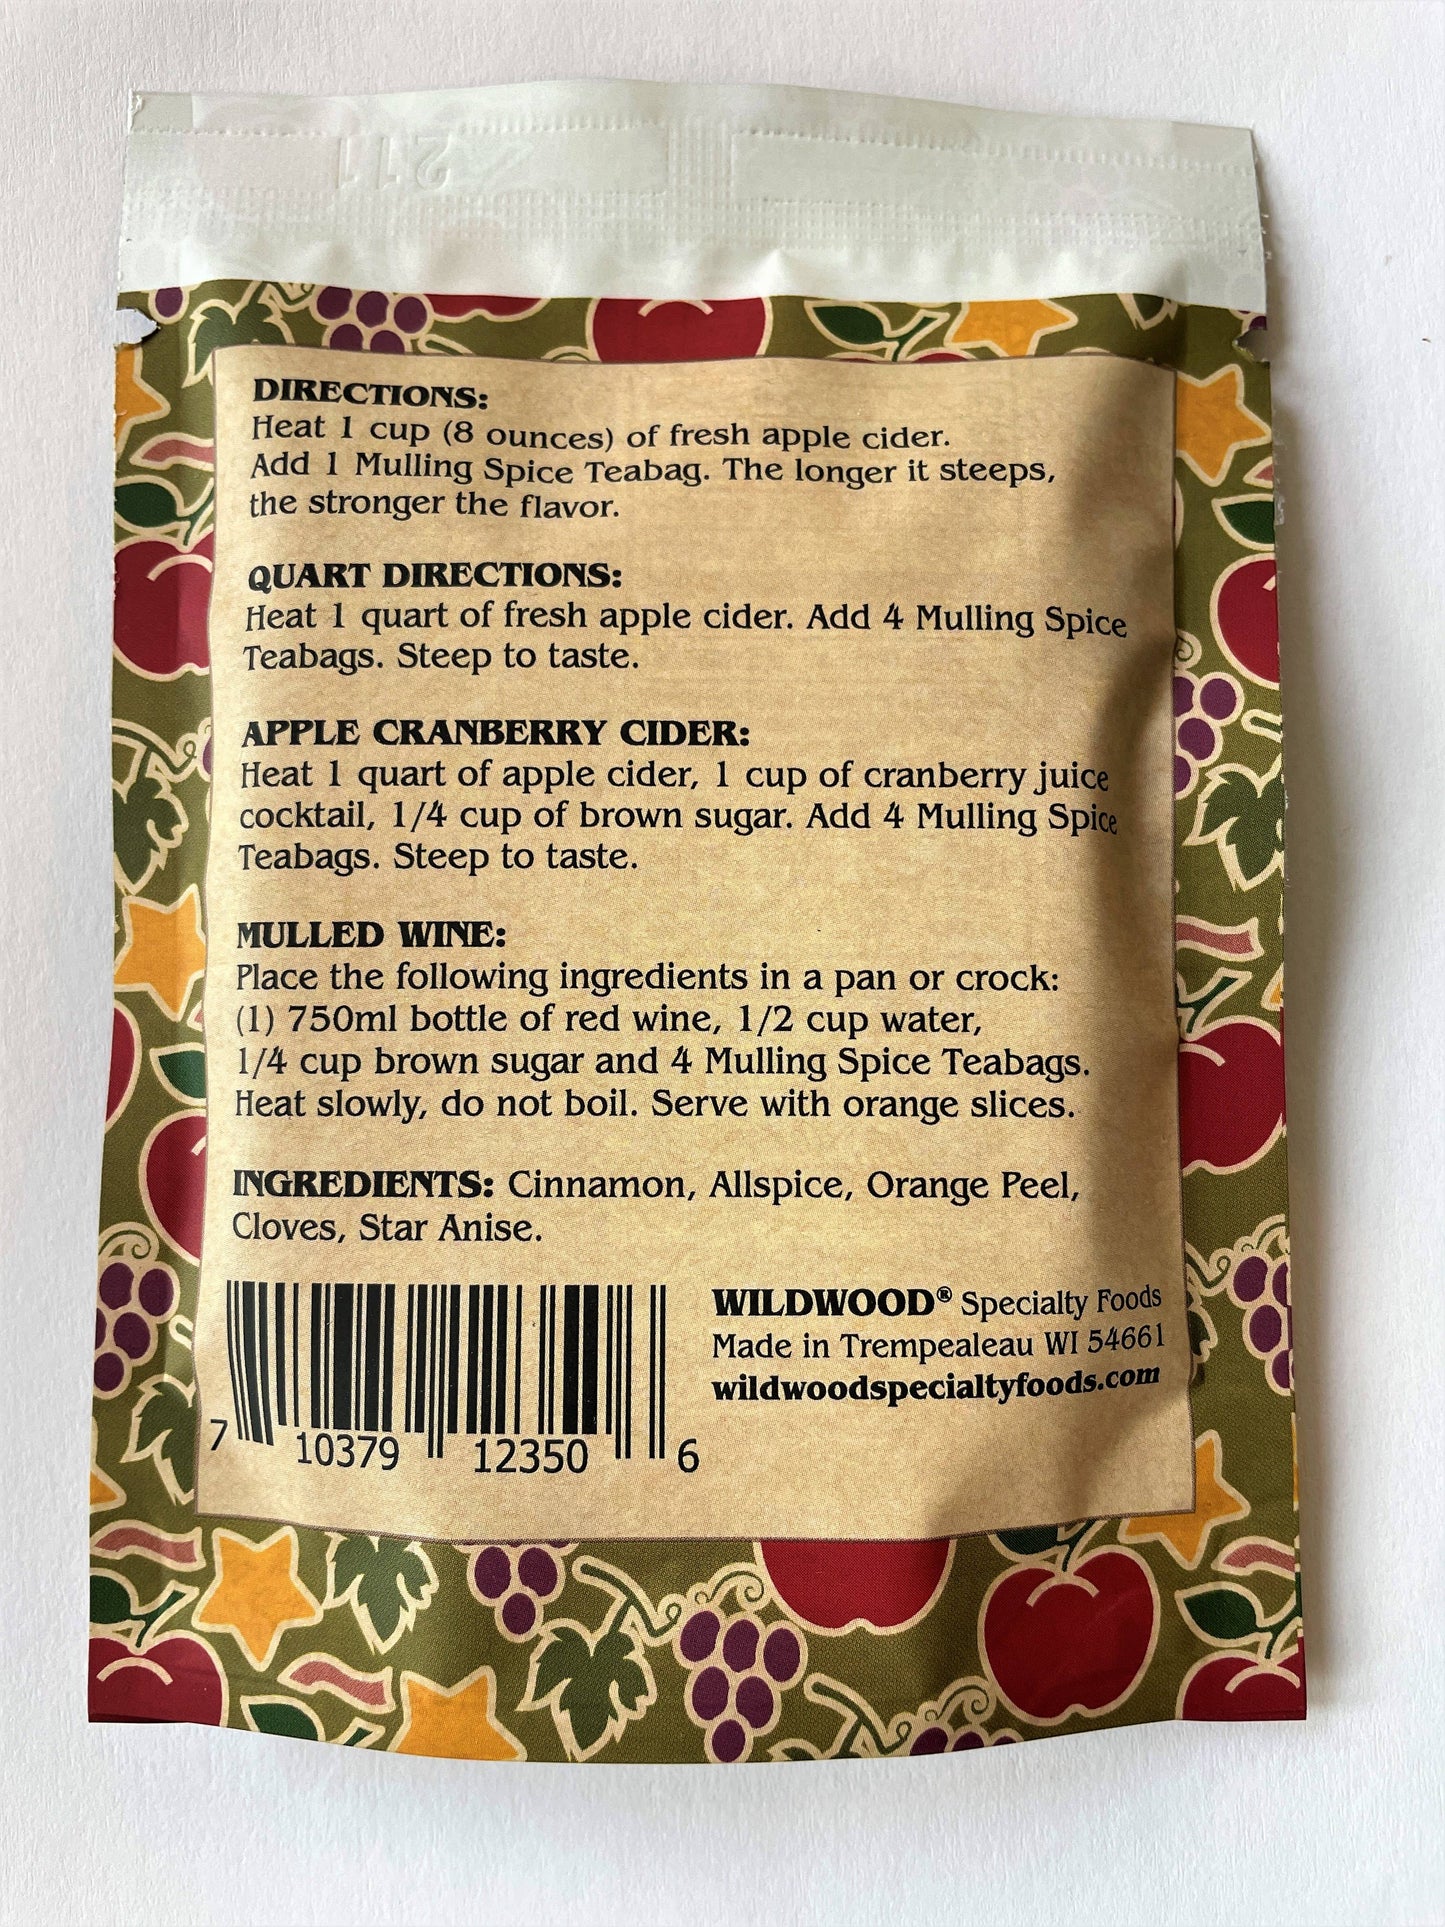 211
DIRECTIONS:
Heat 1 cup (8 ounces) of fresh apple cider.
Add 1 Mulling Spice Teabag. The longer it steeps,
the stronger the flavor.
QUART DIRECTIONS:
Heat 1 quart of fresh apple cider. Add 4 Mulling Spice
Teabags. Steep to taste.
APPLE CRANBERRY CIDER:
Heat 1 quart of apple cider, 1 cup of cranberry juice
cocktail, 1/4 cup of brown sugar. Add 4 Mulling Spice
Teabags. Steep to taste.
MULLED WINE:
Place the following ingredients in a pan or crock:
(1) 750ml bottle of red wine, 1/2 cup water,
1/4 cup brown sugar and 4 Mulling Spice Teabags.
Heat slowly, do not boil. Serve with orange slices.
INGREDIENTS: Cinnamon, Allspice, Orange Peel,
Cloves, Star Anise.
WILDWOOD® Specialty Foods
Made in Trempealeau WI 54661
wildwoodspecialtyfoods.com
7 10379 12350 6